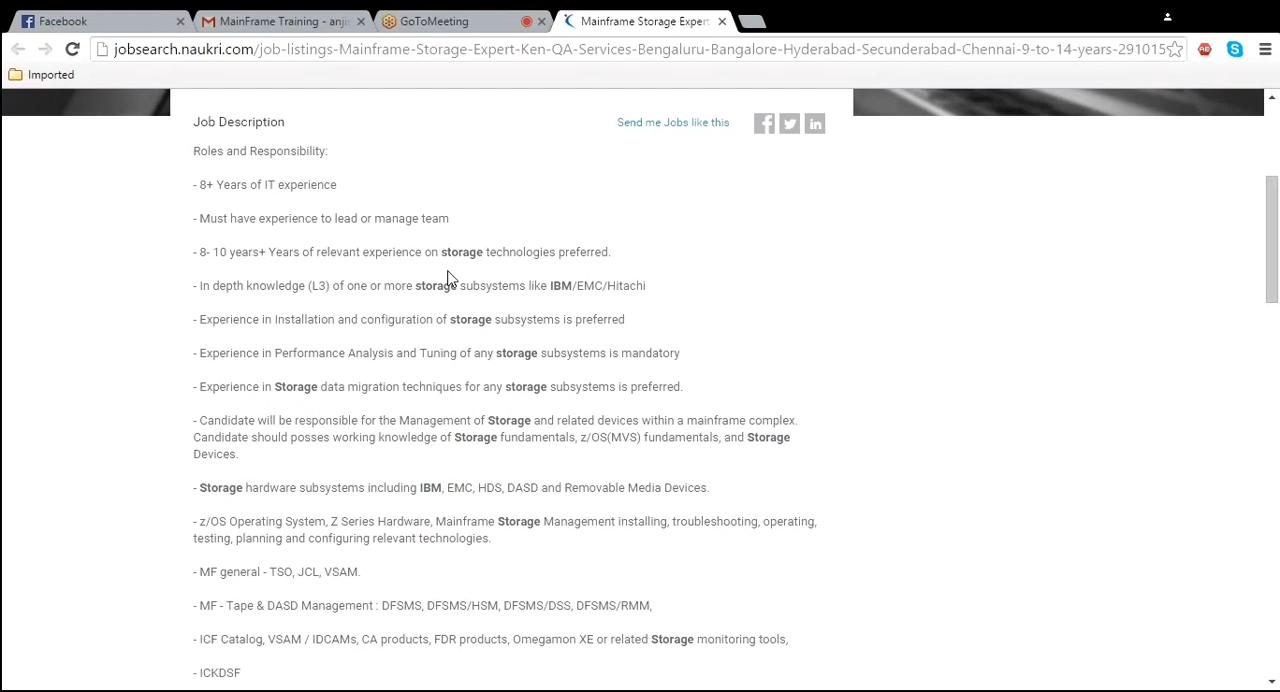 Facebook
MainFrame Training - anji
GoToMeeting
Mainframe Storage Expert
jobsearch.naukri.com/job-listings-Mainframe-Storage-Expert-Ken-QA-Services-Bengaluru-Bangalore-Hyderabad-Secunderabad-Chennai-9-to-14-years-291015
Imported
Job Description
Send me Jobs like this
Roles and Responsibility:
- 8+ Years of IT experience
- Must have experience to lead or manage team
- 8- 10 years+ Years of relevant experience on storage technologies preferred.
- In depth knowledge (L3) of one or more storage subsystems like IBM/EMC/Hitachi
- Experience in Installation and configuration of storage subsystems is preferred
- Experience in Performance Analysis and Tuning of any storage subsystems is mandatory
- Experience in Storage data migration techniques for any storage subsystems is preferred.
- Candidate will be responsible for the Management of Storage and related devices within a mainframe complex.
Candidate should posses working knowledge of Storage fundamentals, z/OS(MVS) fundamentals, and Storage
Devices.
- Storage hardware subsystems including IBM, EMC, HDS, DASD and Removable Media Devices.
- z/OS Operating System, Z Series Hardware, Mainframe Storage Management installing, troubleshooting, operating,
testing, planning and configuring relevant technologies.
- MF general - TSO, JCL, VSAM.
- MF - Tape & DASD Management : DFSMS, DFSMS/HSM, DFSMS/DSS, DFSMS/RMM,
- ICF Catalog, VSAM / IDCAMs, CA products, FDR products, Omegamon XE or related Storage monitoring tools,
- ICKDSF